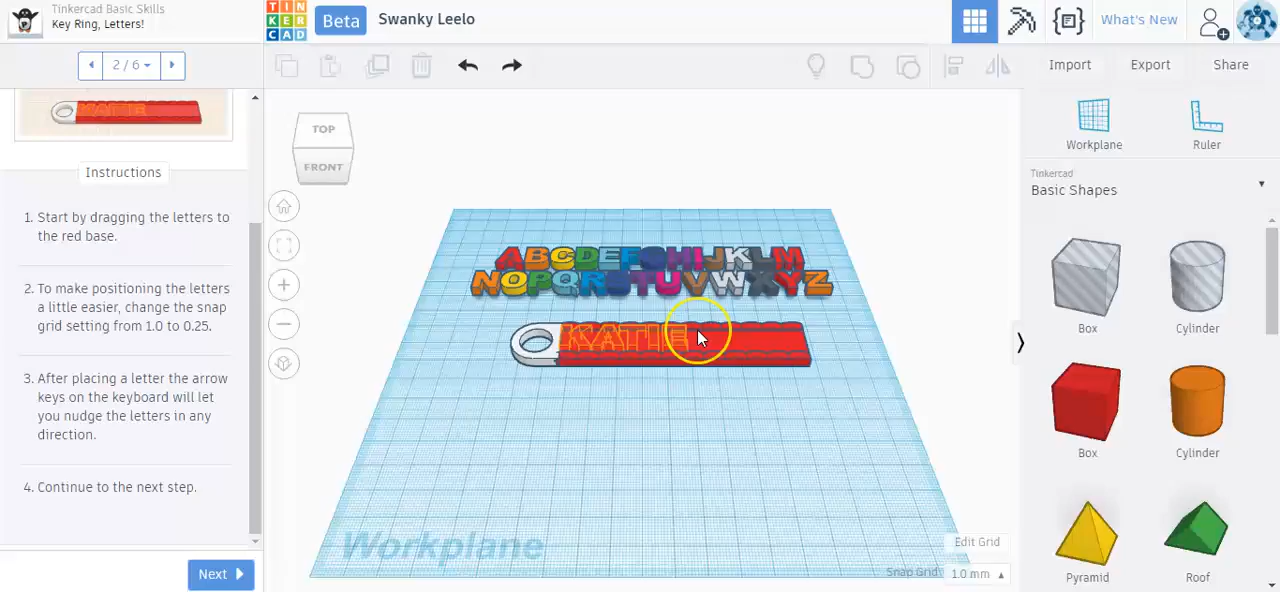 Tinkercad Basic Skills
Key Ring, Letters!
2 / 6
KATIE
Instructions
1. Start by dragging the letters to
the red base.
2. To make positioning the letters
a little easier, change the snap
grid setting from 1.0 to 0.25.
3. After placing a letter the arrow
keys on the keyboard will let
you nudge the letters in any
direction.
4. Continue to the next step.
Next
TIN
KER
CAD
Beta
Swanky Leelo
What's New
Import
Export
Share
TOP
FRONT
ABCDEFGHIJKLM
NOPQRSTUVWXYZ
KATIE
Workplane
Edit Grid
Snap Grid
1.0 mm
Workplane
Ruler
Tinkercad
Basic Shapes
Box
Cylinder
Box
Cylinder
Pyramid
Roof